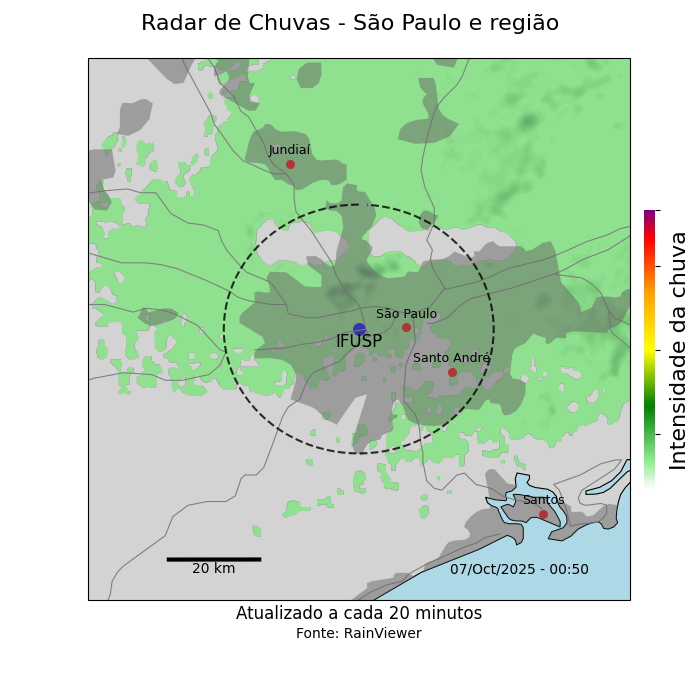 Radar de Chuvas - São Paulo e região
Jundiaí
São Paulo
IFUSP
Santo André
Santos
20 km
07/Oct/2025 - 00:50
Intensidade da chuva
Atualizado a cada 20 minutos
Fonte: RainViewer